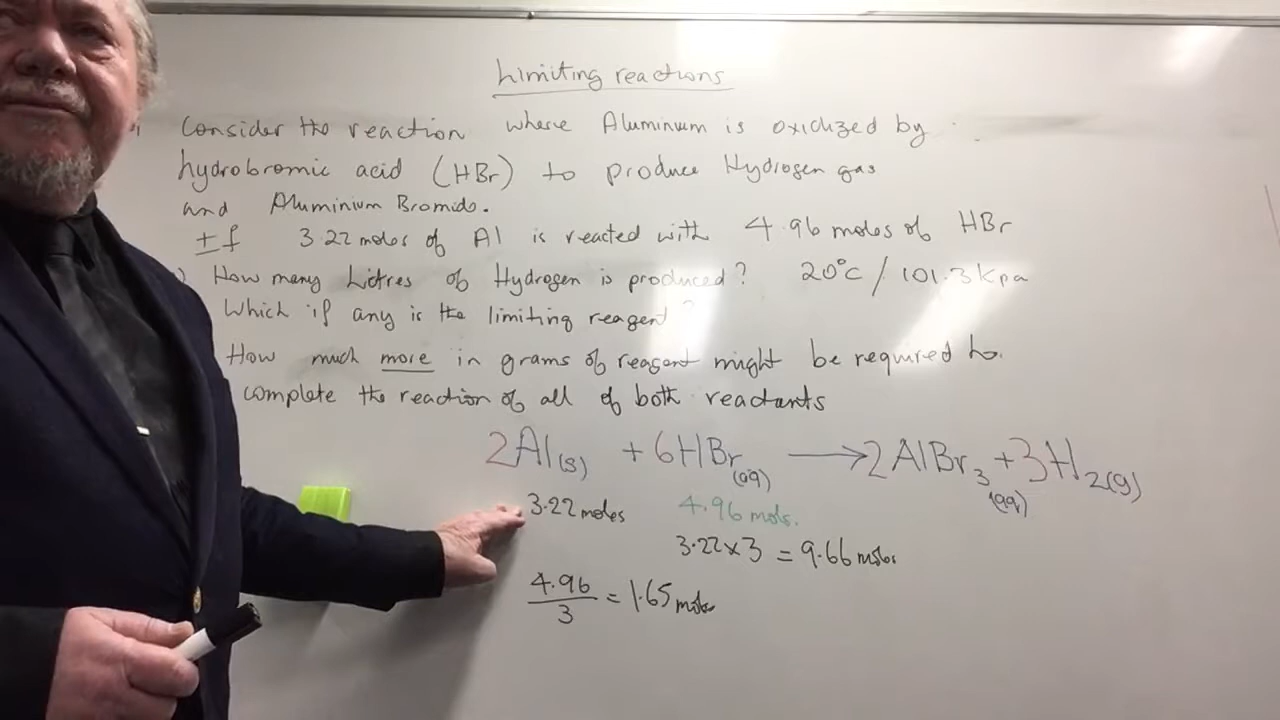 Limiting reactions
Consider the reaction where Aluminium is oxidized by
hydrobromic acid (HBr) to produce Hydrogen gas
and Aluminium Bromide.
If 3.22 moles of Al is reacted with 4.96 moles of HBr
) How many Litres of Hydrogen is produced? 20°C / 101.3 kpa
Which if any is the limiting reagent?
How much more in grams of reagent might be required to
complete the reaction of all of both reactants
2Al(s) + 6HBr(aq) → 2AlBr3(aq) + 3H2(g)
3.22 moles 4.96 mols.
3.22 x 3 = 9.66 moles
4.96/3 = 1.65 moles